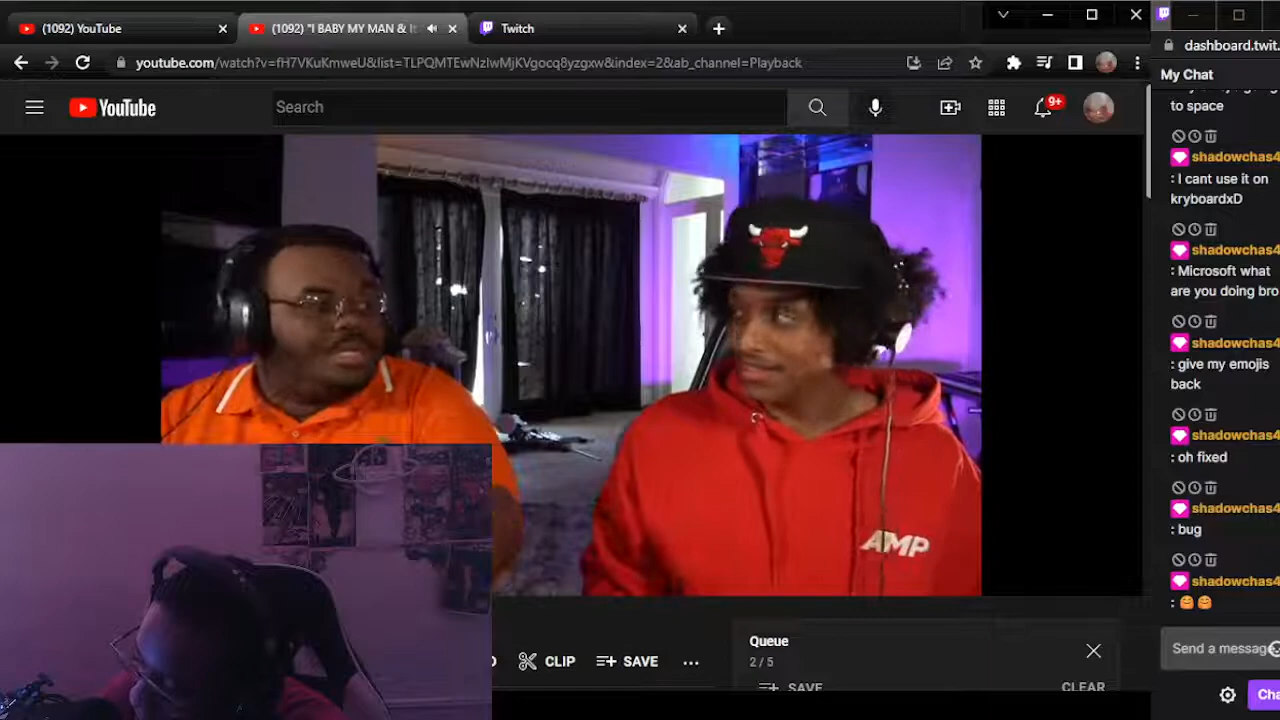 (1092) YouTube
(1092) "I BABY MY MAN & I
Twitch
youtube.com/watch?v=fH7VKuKmweU&list=TLPQMTEwNzIwMjKVgocq8yzgxw&index=2&ab_channel=Playback
dashboard.twit
YouTube
Search
9+
My Chat
to space
shadowchas4
: I cant use it on
kryboardxD
shadowchas4
: Microsoft what
are you doing bro
shadowchas4
: give my emojis
back
shadowchas4
: oh fixed
shadowchas4
: bug
shadowchas4
: 🤗🤗
AMP
Send a message
CLIP
SAVE
...
Queue
2 / 5
SAVE
CLEAR
Cha